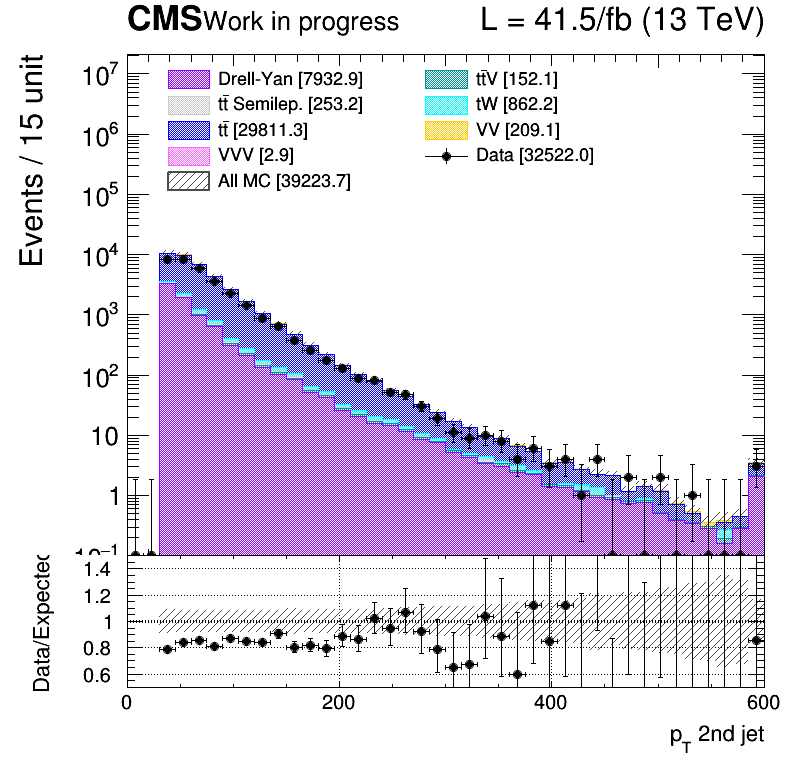 CMS Work in progress L = 41.5/fb (13 TeV)
Events / 15 unit
Drell-Yan [7932.9]
tt̄ Semilep. [253.2]
tt̄ [29811.3]
VVV [2.9]
All MC [39223.7]
tt̄V [152.1]
tW [862.2]
VV [209.1]
Data [32522.0]
10⁷
10⁶
10⁵
10⁴
10³
10²
10
1
10⁻¹
Data/Expected
1.4
1.2
1
0.8
0.6
0 200 400 600
p_T 2nd jet